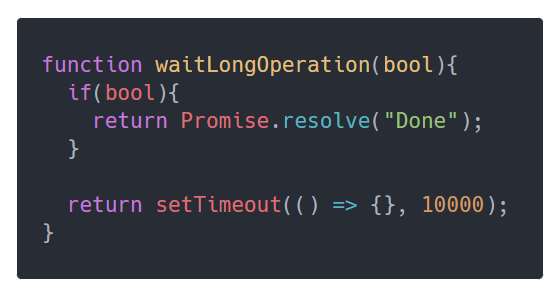 function waitLongOperation(bool){
  if(bool){
    return Promise.resolve("Done");
  }

  return setTimeout(() => {}, 10000);
}